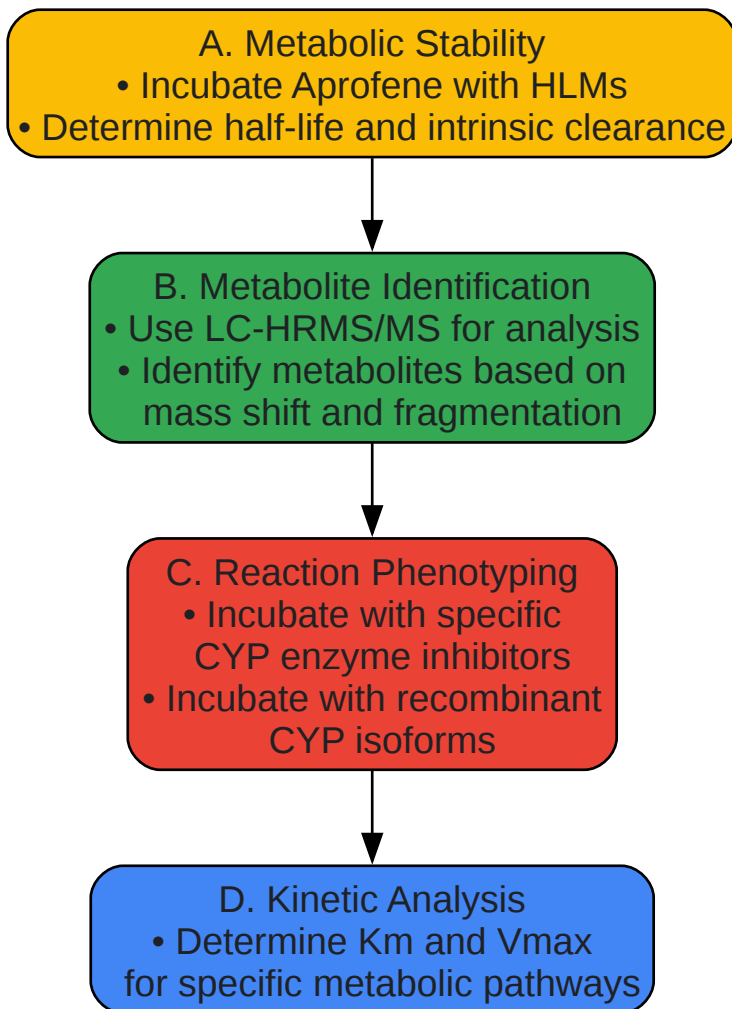 A. Metabolic Stability
• Incubate Aprofene with HLMs
• Determine half-life and intrinsic clearance
B. Metabolite Identification
• Use LC-HRMS/MS for analysis
• Identify metabolites based on
mass shift and fragmentation
C. Reaction Phenotyping
• Incubate with specific
CYP enzyme inhibitors
• Incubate with recombinant
CYP isoforms
D. Kinetic Analysis
• Determine Km and Vmax
for specific metabolic pathways